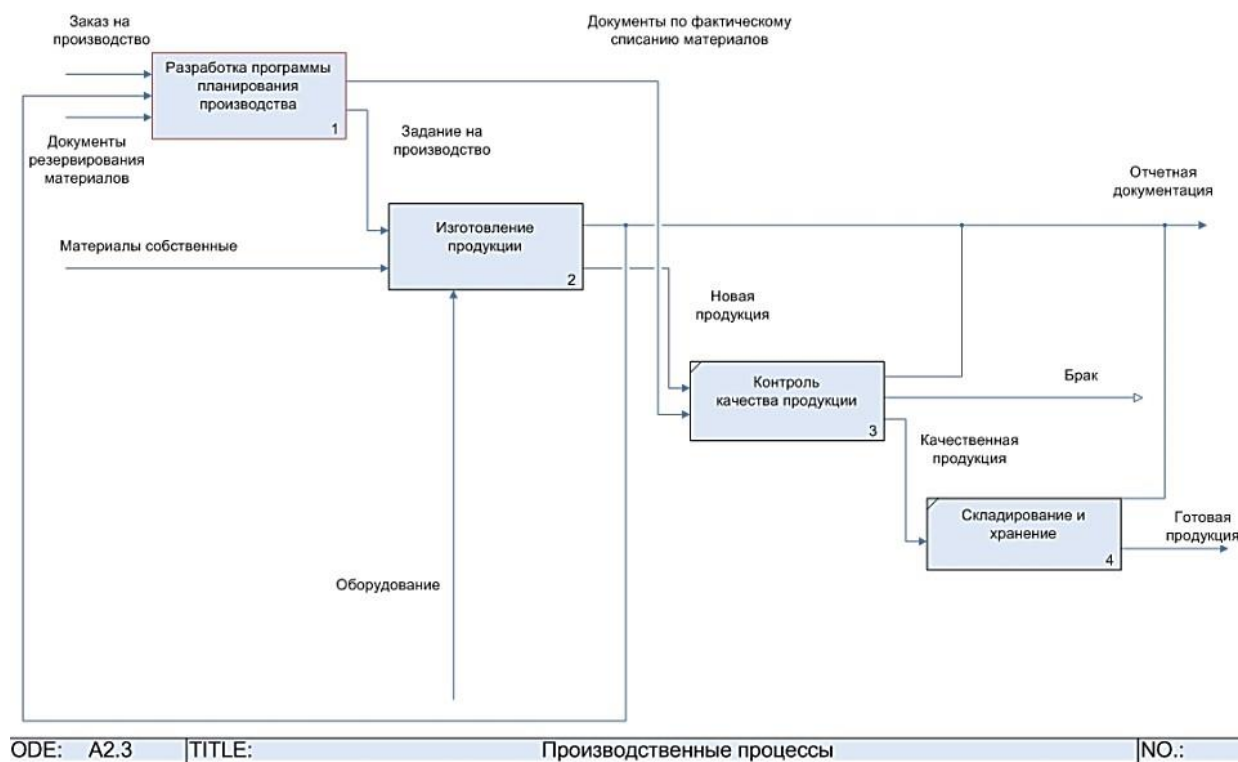 Заказ на
производство
Документы по фактическому
списанию материалов
Разработка программы
планирования
производства
1
Документы
резервирования
материалов
Задание на
производство
Отчетная
документация
Изготовление
продукции
2
Материалы собственные
Новая
продукция
Контроль
качества продукции
3
Брак
Качественная
продукция
Складирование и
хранение
4
Готовая
продукция
Оборудование
ODE: A2.3 TITLE: Производственные процессы NO.: